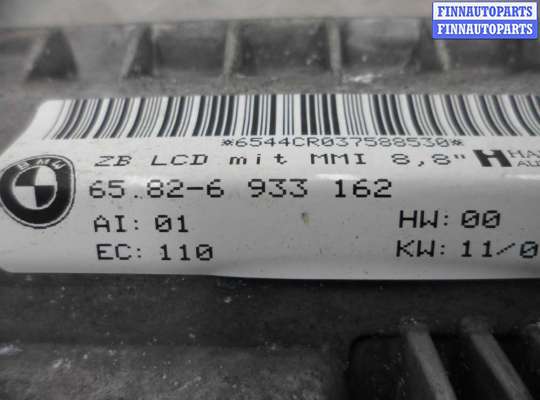 FINNAUTOPARTS
FINNAUTOPARTS
*6544CR037588530*
BMW
ZB LCD mit MMI 8,8"
65.82-6 933 162
AI: 01
HW: 00
EC: 110
KW: 11/0